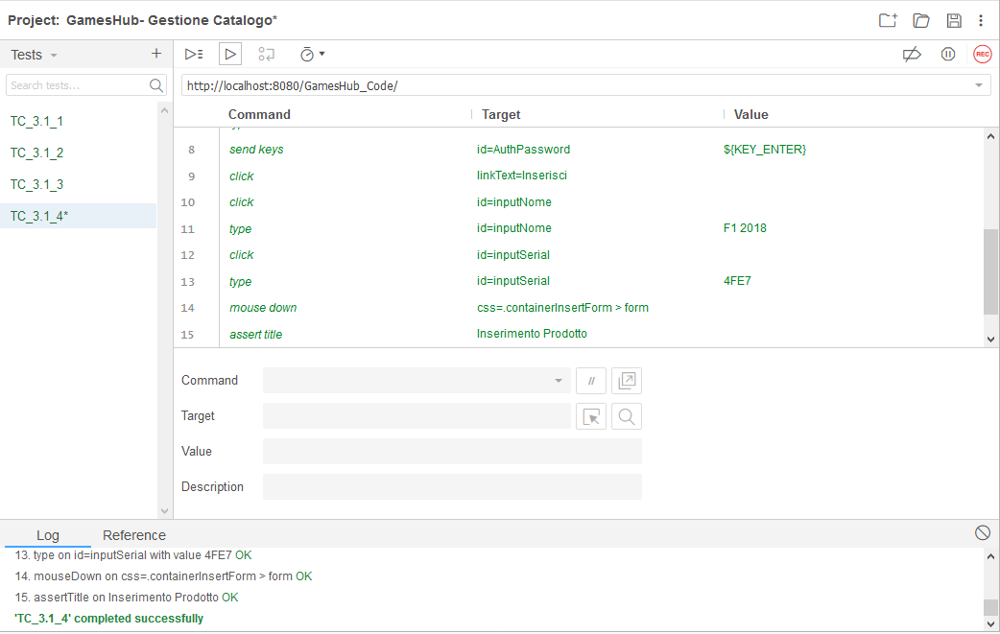 Project: GamesHub- Gestione Catalogo*
Tests
Search tests...
TC_3.1_1
TC_3.1_2
TC_3.1_3
TC_3.1_4*
REC
http://localhost:8080/GamesHub_Code/
Command Target Value
8 send keys id=AuthPassword ${KEY_ENTER}
9 click linkText=Inserisci
10 click id=inputNome
11 type id=inputNome F1 2018
12 click id=inputSerial
13 type id=inputSerial 4FE7
14 mouse down css=.containerInsertForm > form
15 assert title Inserimento Prodotto
Command //
Target
Value
Description
Log Reference
13. type on id=inputSerial with value 4FE7 OK
14. mouseDown on css=.containerInsertForm > form OK
15. assertTitle on Inserimento Prodotto OK
'TC_3.1_4' completed successfully